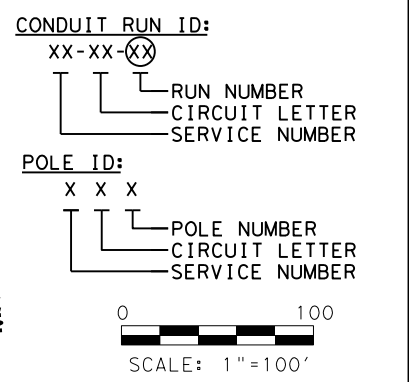 CONDUIT RUN ID:
XX-XX-XX
RUN NUMBER
CIRCUIT LETTER
SERVICE NUMBER
POLE ID:
X X X
POLE NUMBER
CIRCUIT LETTER
SERVICE NUMBER
0 100
SCALE: 1"=100'